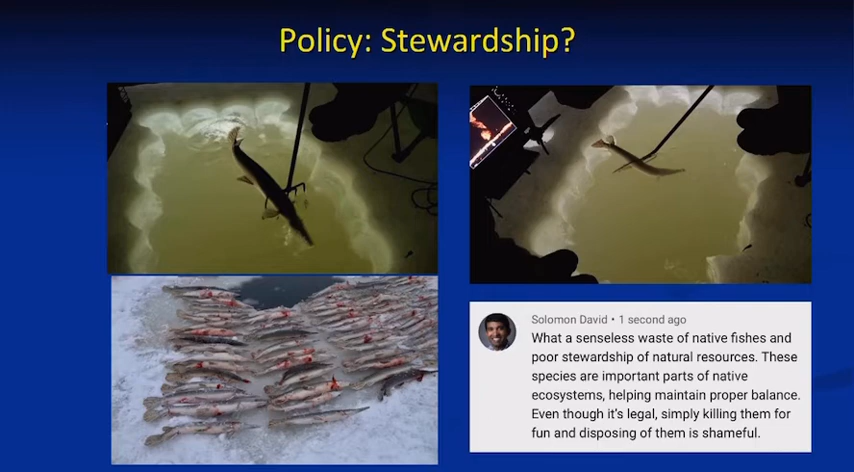 Policy: Stewardship?
Solomon David • 1 second ago
What a senseless waste of native fishes and
poor stewardship of natural resources. These
species are important parts of native
ecosystems, helping maintain proper balance.
Even though it's legal, simply killing them for
fun and disposing of them is shameful.